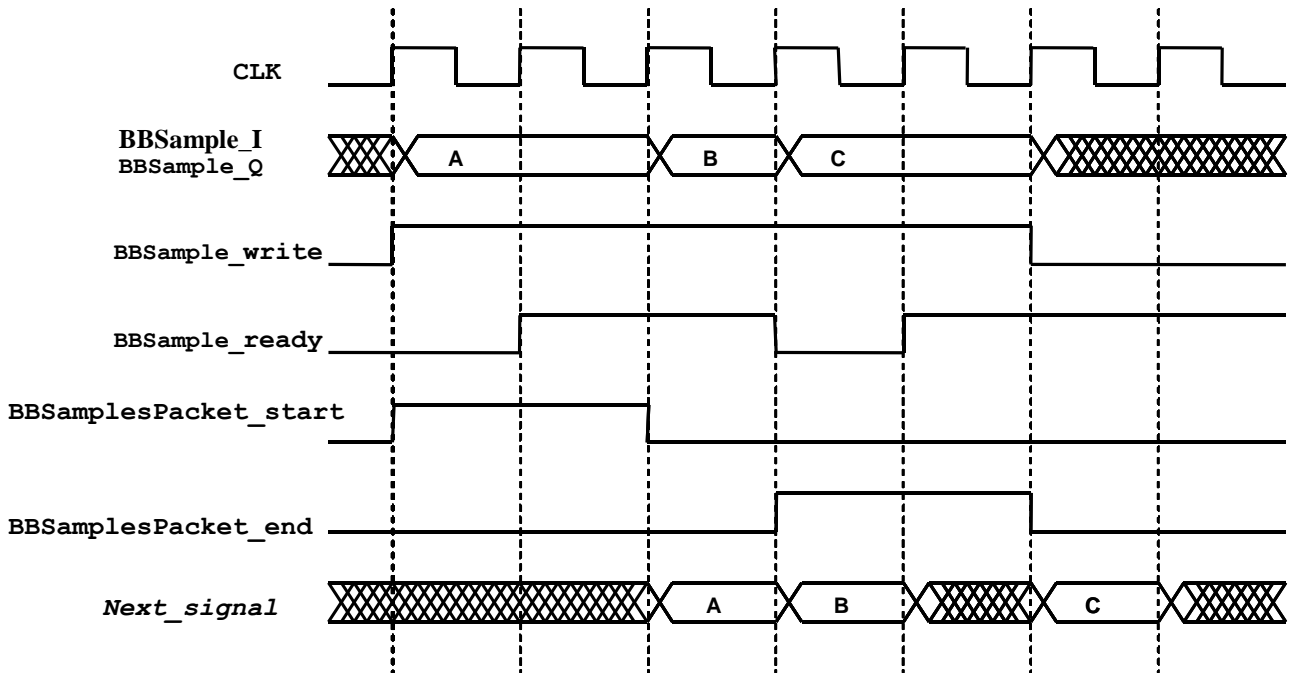 CLK
BBSample_I
BBSample_Q
A B C
BBSample_write
BBSample_ready
BBSamplesPacket_start
BBSamplesPacket_end
Next_signal
A B C